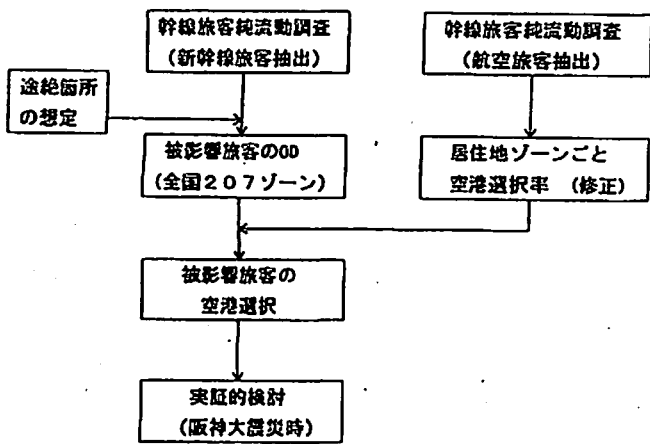 幹線旅客純流動調査
(新幹線旅客抽出)
幹線旅客純流動調査
(航空旅客抽出)
途絶箇所
の想定
被影響旅客のOD
(全国207ゾーン)
居住地ゾーンごと
空港選択率 (修正)
被影響旅客の
空港選択
実証的検討
(阪神大震災時)